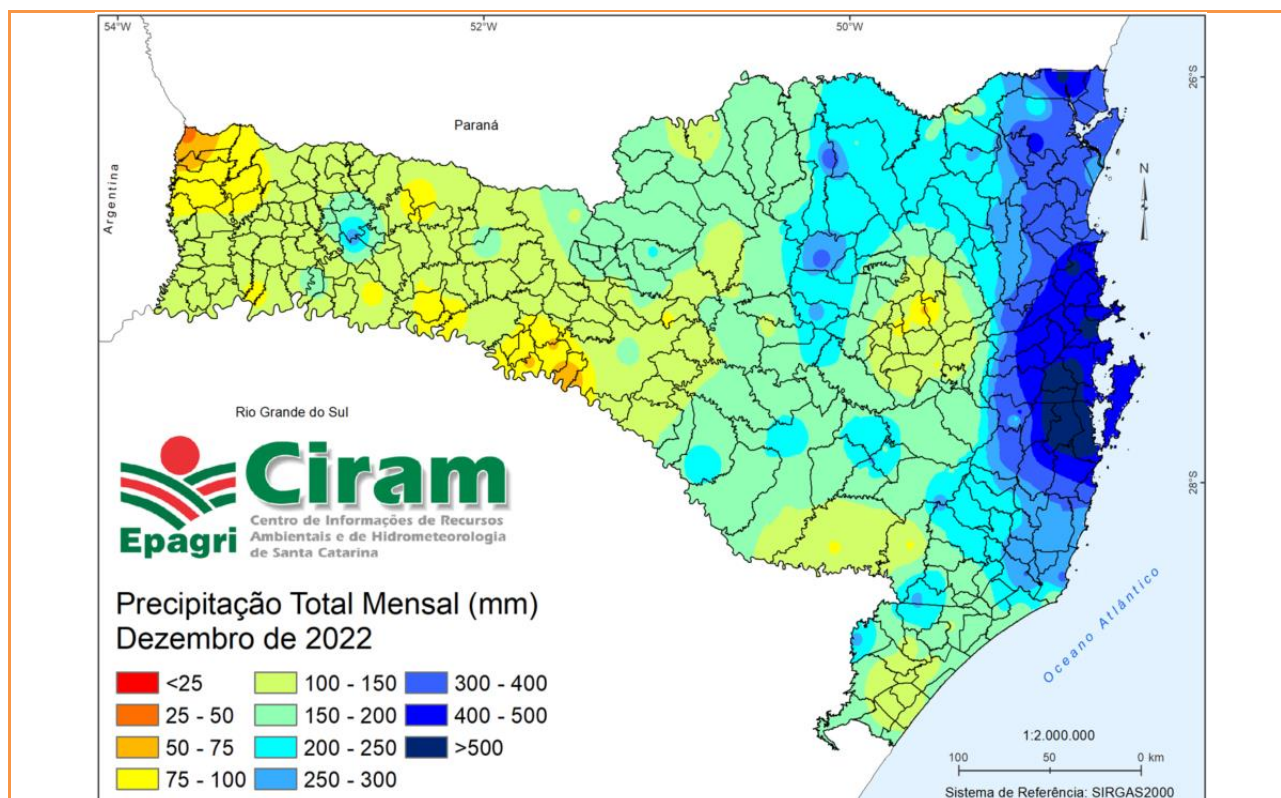 54°W
52°W
50°W
26°S
Paraná
Argentina
N
Rio Grande do Sul
28°S
Ciram
Epagri
Centro de Informações de Recursos
Ambientais e de Hidrometeorologia
de Santa Catarina
Oceano Atlântico
Precipitação Total Mensal (mm)
Dezembro de 2022
<25
25 - 50
50 - 75
75 - 100
100 - 150
150 - 200
200 - 250
250 - 300
300 - 400
400 - 500
>500
1:2.000.000
100 50 0 km
Sistema de Referência: SIRGAS2000